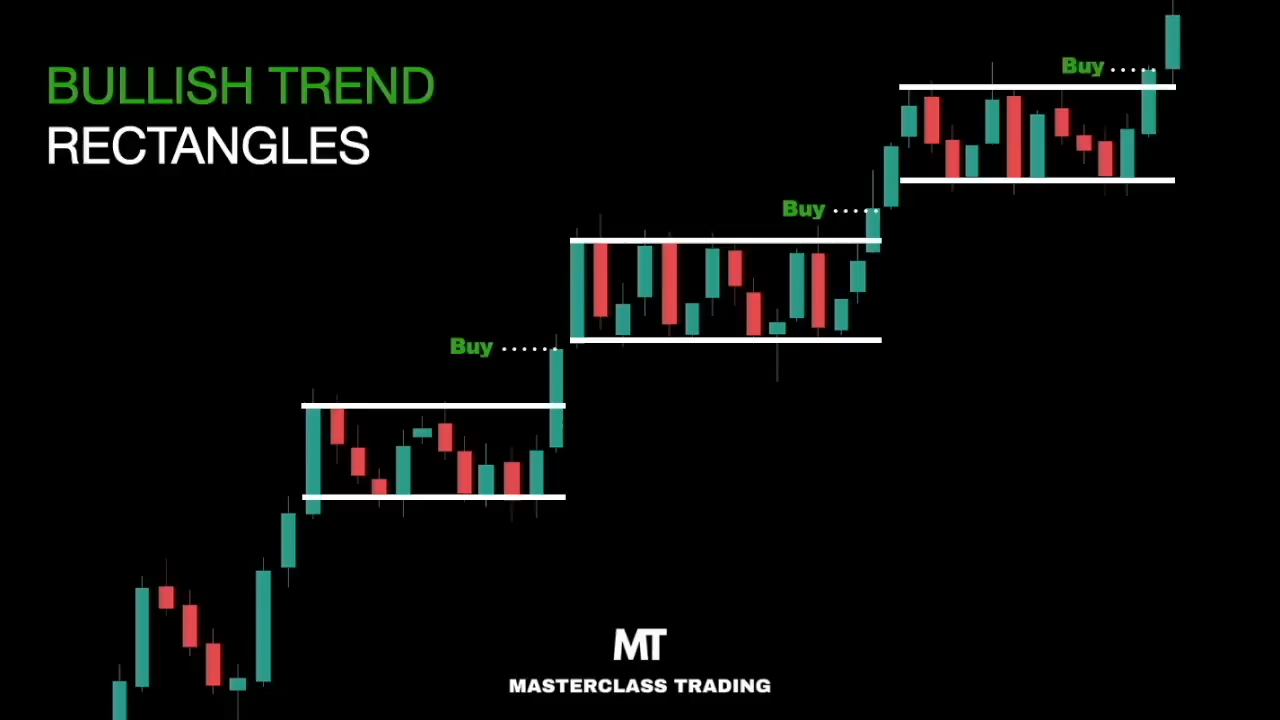 BULLISH TREND
RECTANGLES
Buy
Buy
Buy
MT
MASTERCLASS TRADING